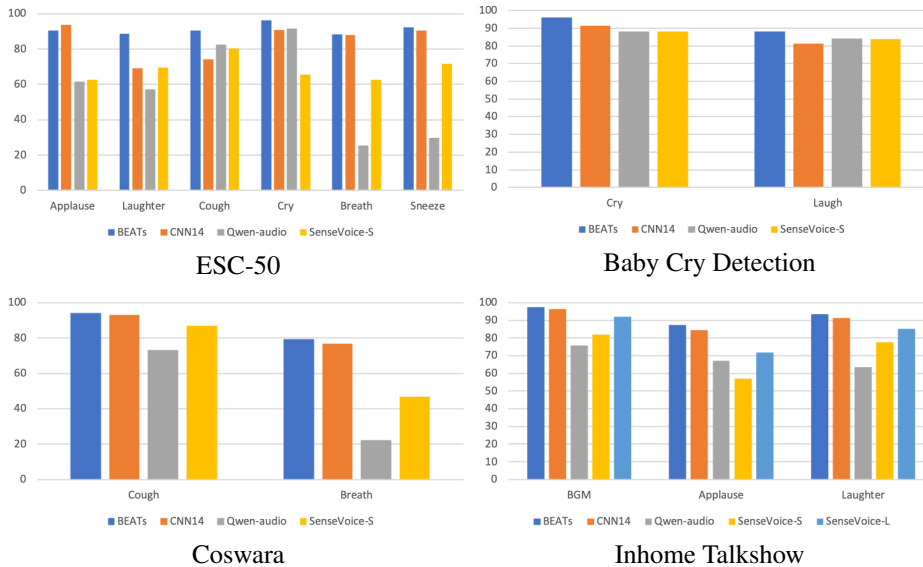 100
80
60
40
20
0
Applause Laughter Cough Cry Breath Sneeze
BEATs CNN14 Qwen-audio SenseVoice-S
ESC-50
100
90
80
70
60
50
40
30
20
10
0
Cry Laugh
BEATs CNN14 Qwen-audio SenseVoice-S
Baby Cry Detection
100
80
60
40
20
0
Cough Breath
BEATs CNN14 Qwen-audio SenseVoice-S
Coswara
100
90
80
70
60
50
40
30
20
10
0
BGM Applause Laughter
BEATs CNN14 Qwen-audio SenseVoice-S SenseVoice-L
Inhome Talkshow